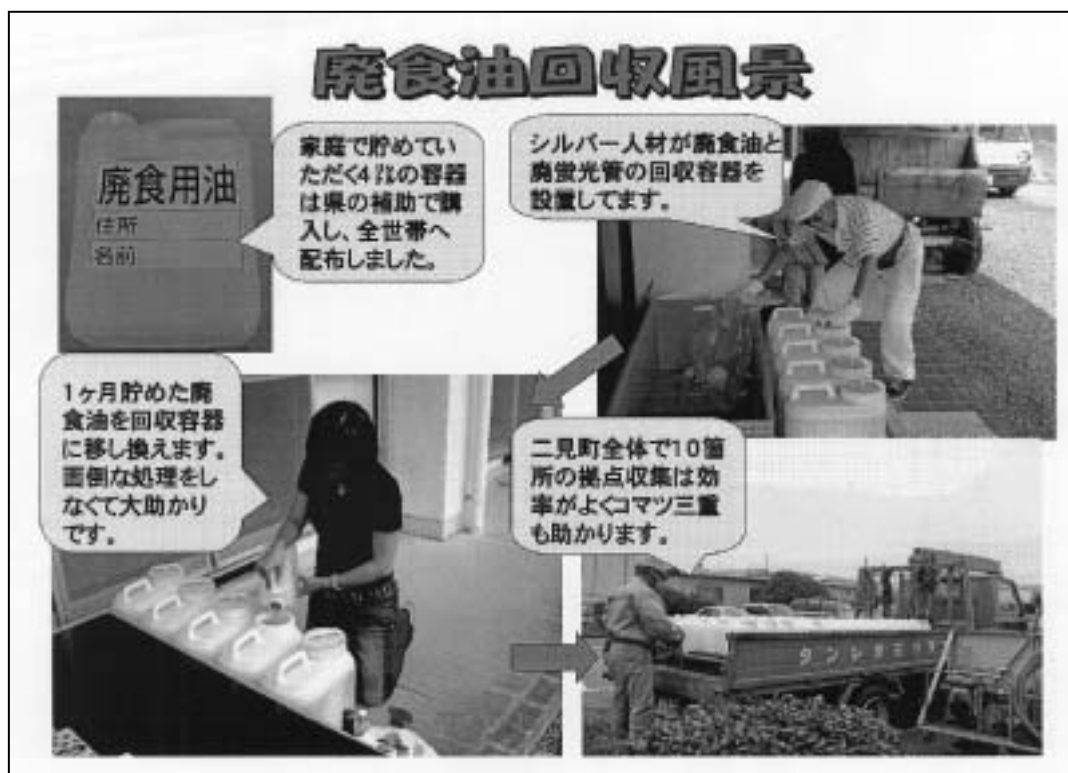 廃食油回収風景
廃食用油
住所
名前
家庭で貯めてい
ただく4㍑の容器
は県の補助で購
入し、全世帯へ
配布しました。
シルバー人材が廃食油と
廃蛍光管の回収容器を
設置してます。
1ヶ月貯めた廃
食油を回収容器
に移し換えます。
面倒な処理をし
なくて大助かり
です。
二見町全体で10箇
所の拠点収集は効
率がよくコマツ三重
も助かります。